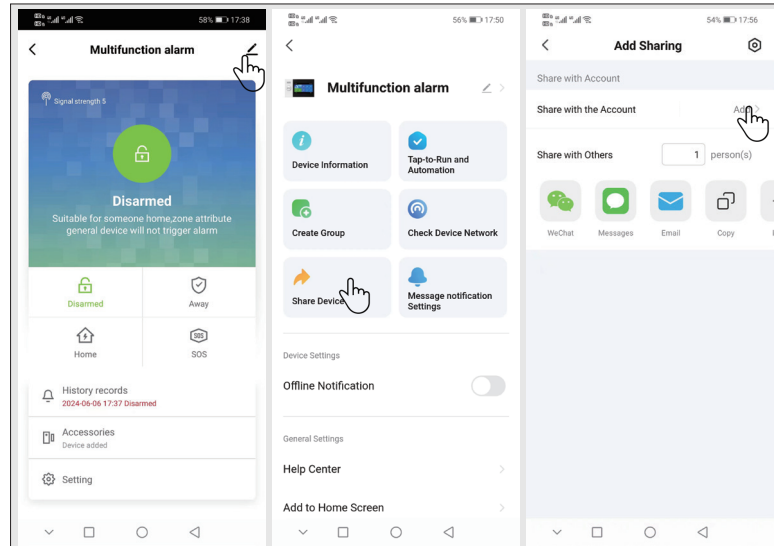 58% 17:38
Multifunction alarm
Signal strength 5
Disarmed
Suitable for someone home,zone attribute
general device will not trigger alarm
Disarmed
Away
Home
SOS
SOS
History records
2024-06-06 17:37 Disarmed
Accessories
Device added
Setting
56% 17:50
Multifunction alarm
Device Information
Tap-to-Run and
Automation
Create Group
Check Device Network
Share Device
Message notification
Settings
Device Settings
Offline Notification
General Settings
Help Center
Add to Home Screen
54% 17:56
Add Sharing
Share with Account
Share with the Account
Add
Share with Others
1 person(s)
WeChat
Messages
Email
Copy